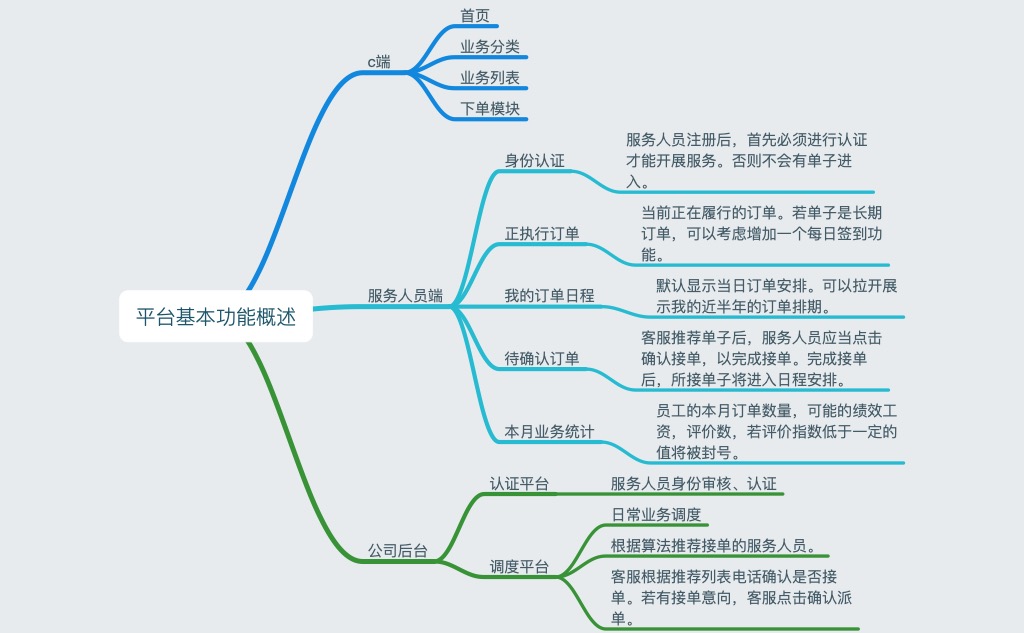 平台基本功能概述
c端
首页
业务分类
业务列表
下单模块
服务人员端
身份认证
服务人员注册后，首先必须进行认证
才能开展服务。否则不会有单子进
入。
正执行订单
当前正在履行的订单。若单子是长期
订单，可以考虑增加一个每日签到功
能。
我的订单日程
默认显示当日订单安排。可以拉开展
示我的近半年的订单排期。
待确认订单
客服推荐单子后，服务人员应当点击
确认接单，以完成接单。完成接单
后，所接单子将进入日程安排。
本月业务统计
员工的本月订单数量，可能的绩效工
资，评价数，若评价指数低于一定的
值将被封号。
公司后台
认证平台
服务人员身份审核、认证
调度平台
日常业务调度
根据算法推荐接单的服务人员。
客服根据推荐列表电话确认是否接
单。若有接单意向，客服点击确认派
单。